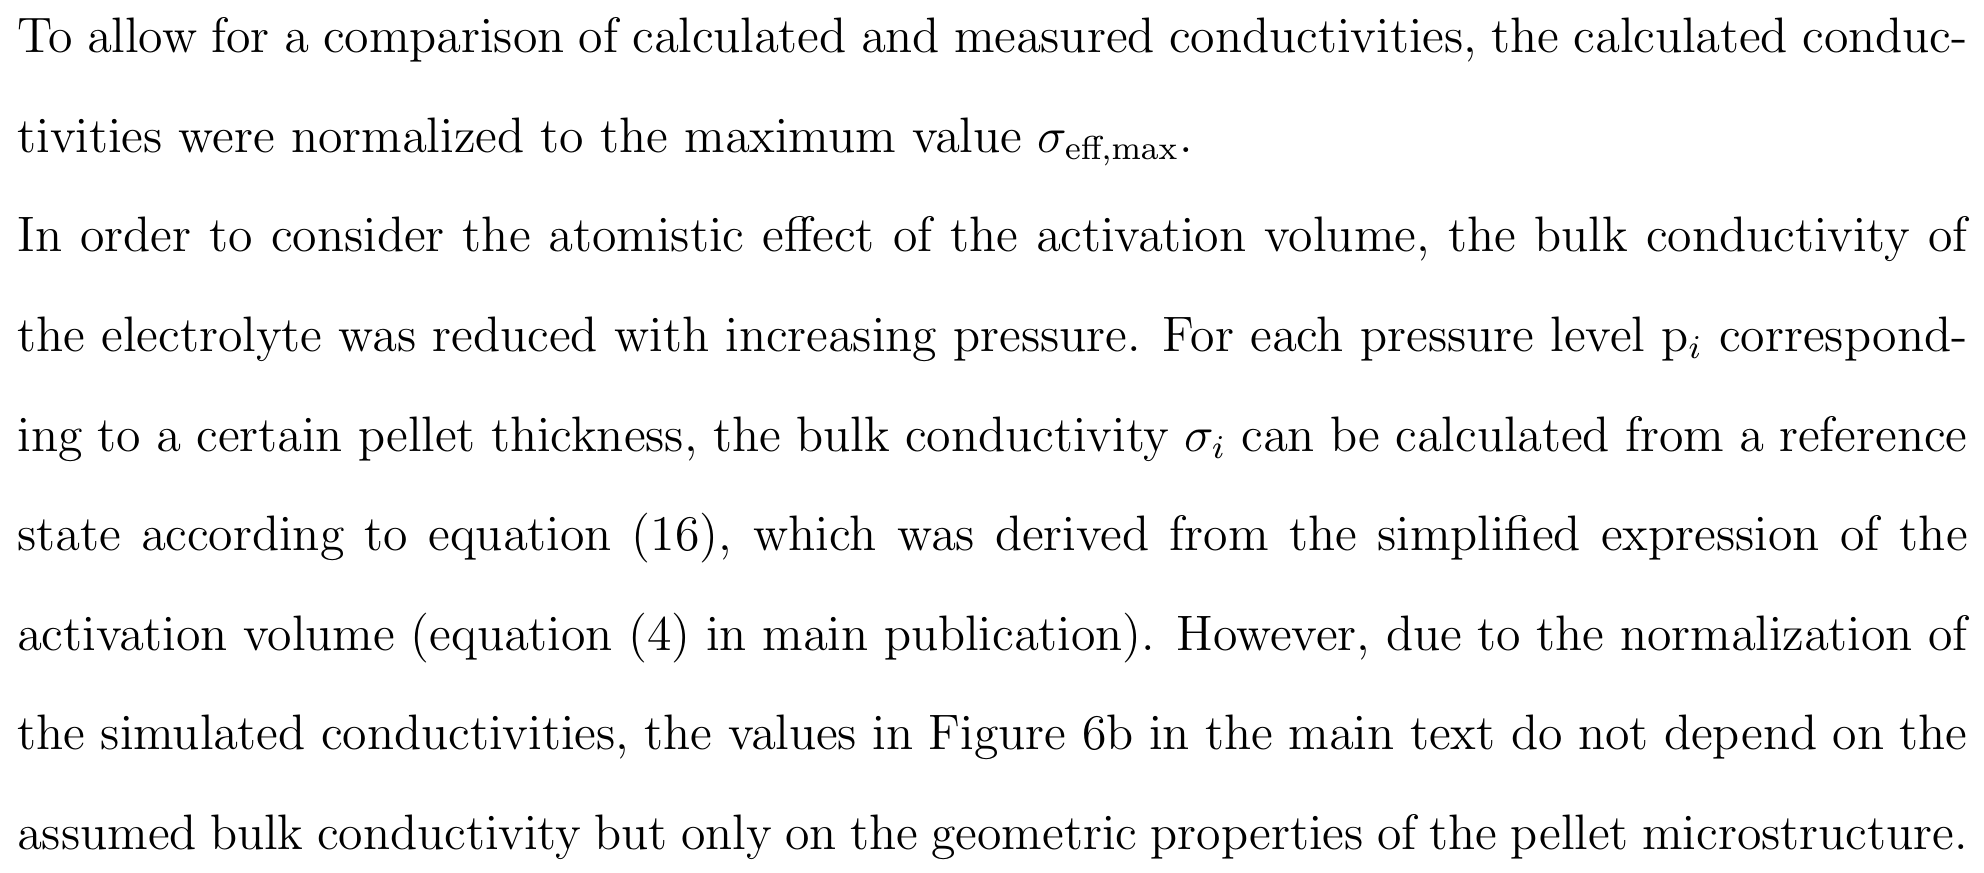 To allow for a comparison of calculated and measured conductivities, the calculated conduc-
tivities were normalized to the maximum value σ_eff,max.
In order to consider the atomistic effect of the activation volume, the bulk conductivity of
the electrolyte was reduced with increasing pressure. For each pressure level p_i correspond-
ing to a certain pellet thickness, the bulk conductivity σ_i can be calculated from a reference
state according to equation (16), which was derived from the simplified expression of the
activation volume (equation (4) in main publication). However, due to the normalization of
the simulated conductivities, the values in Figure 6b in the main text do not depend on the
assumed bulk conductivity but only on the geometric properties of the pellet microstructure.